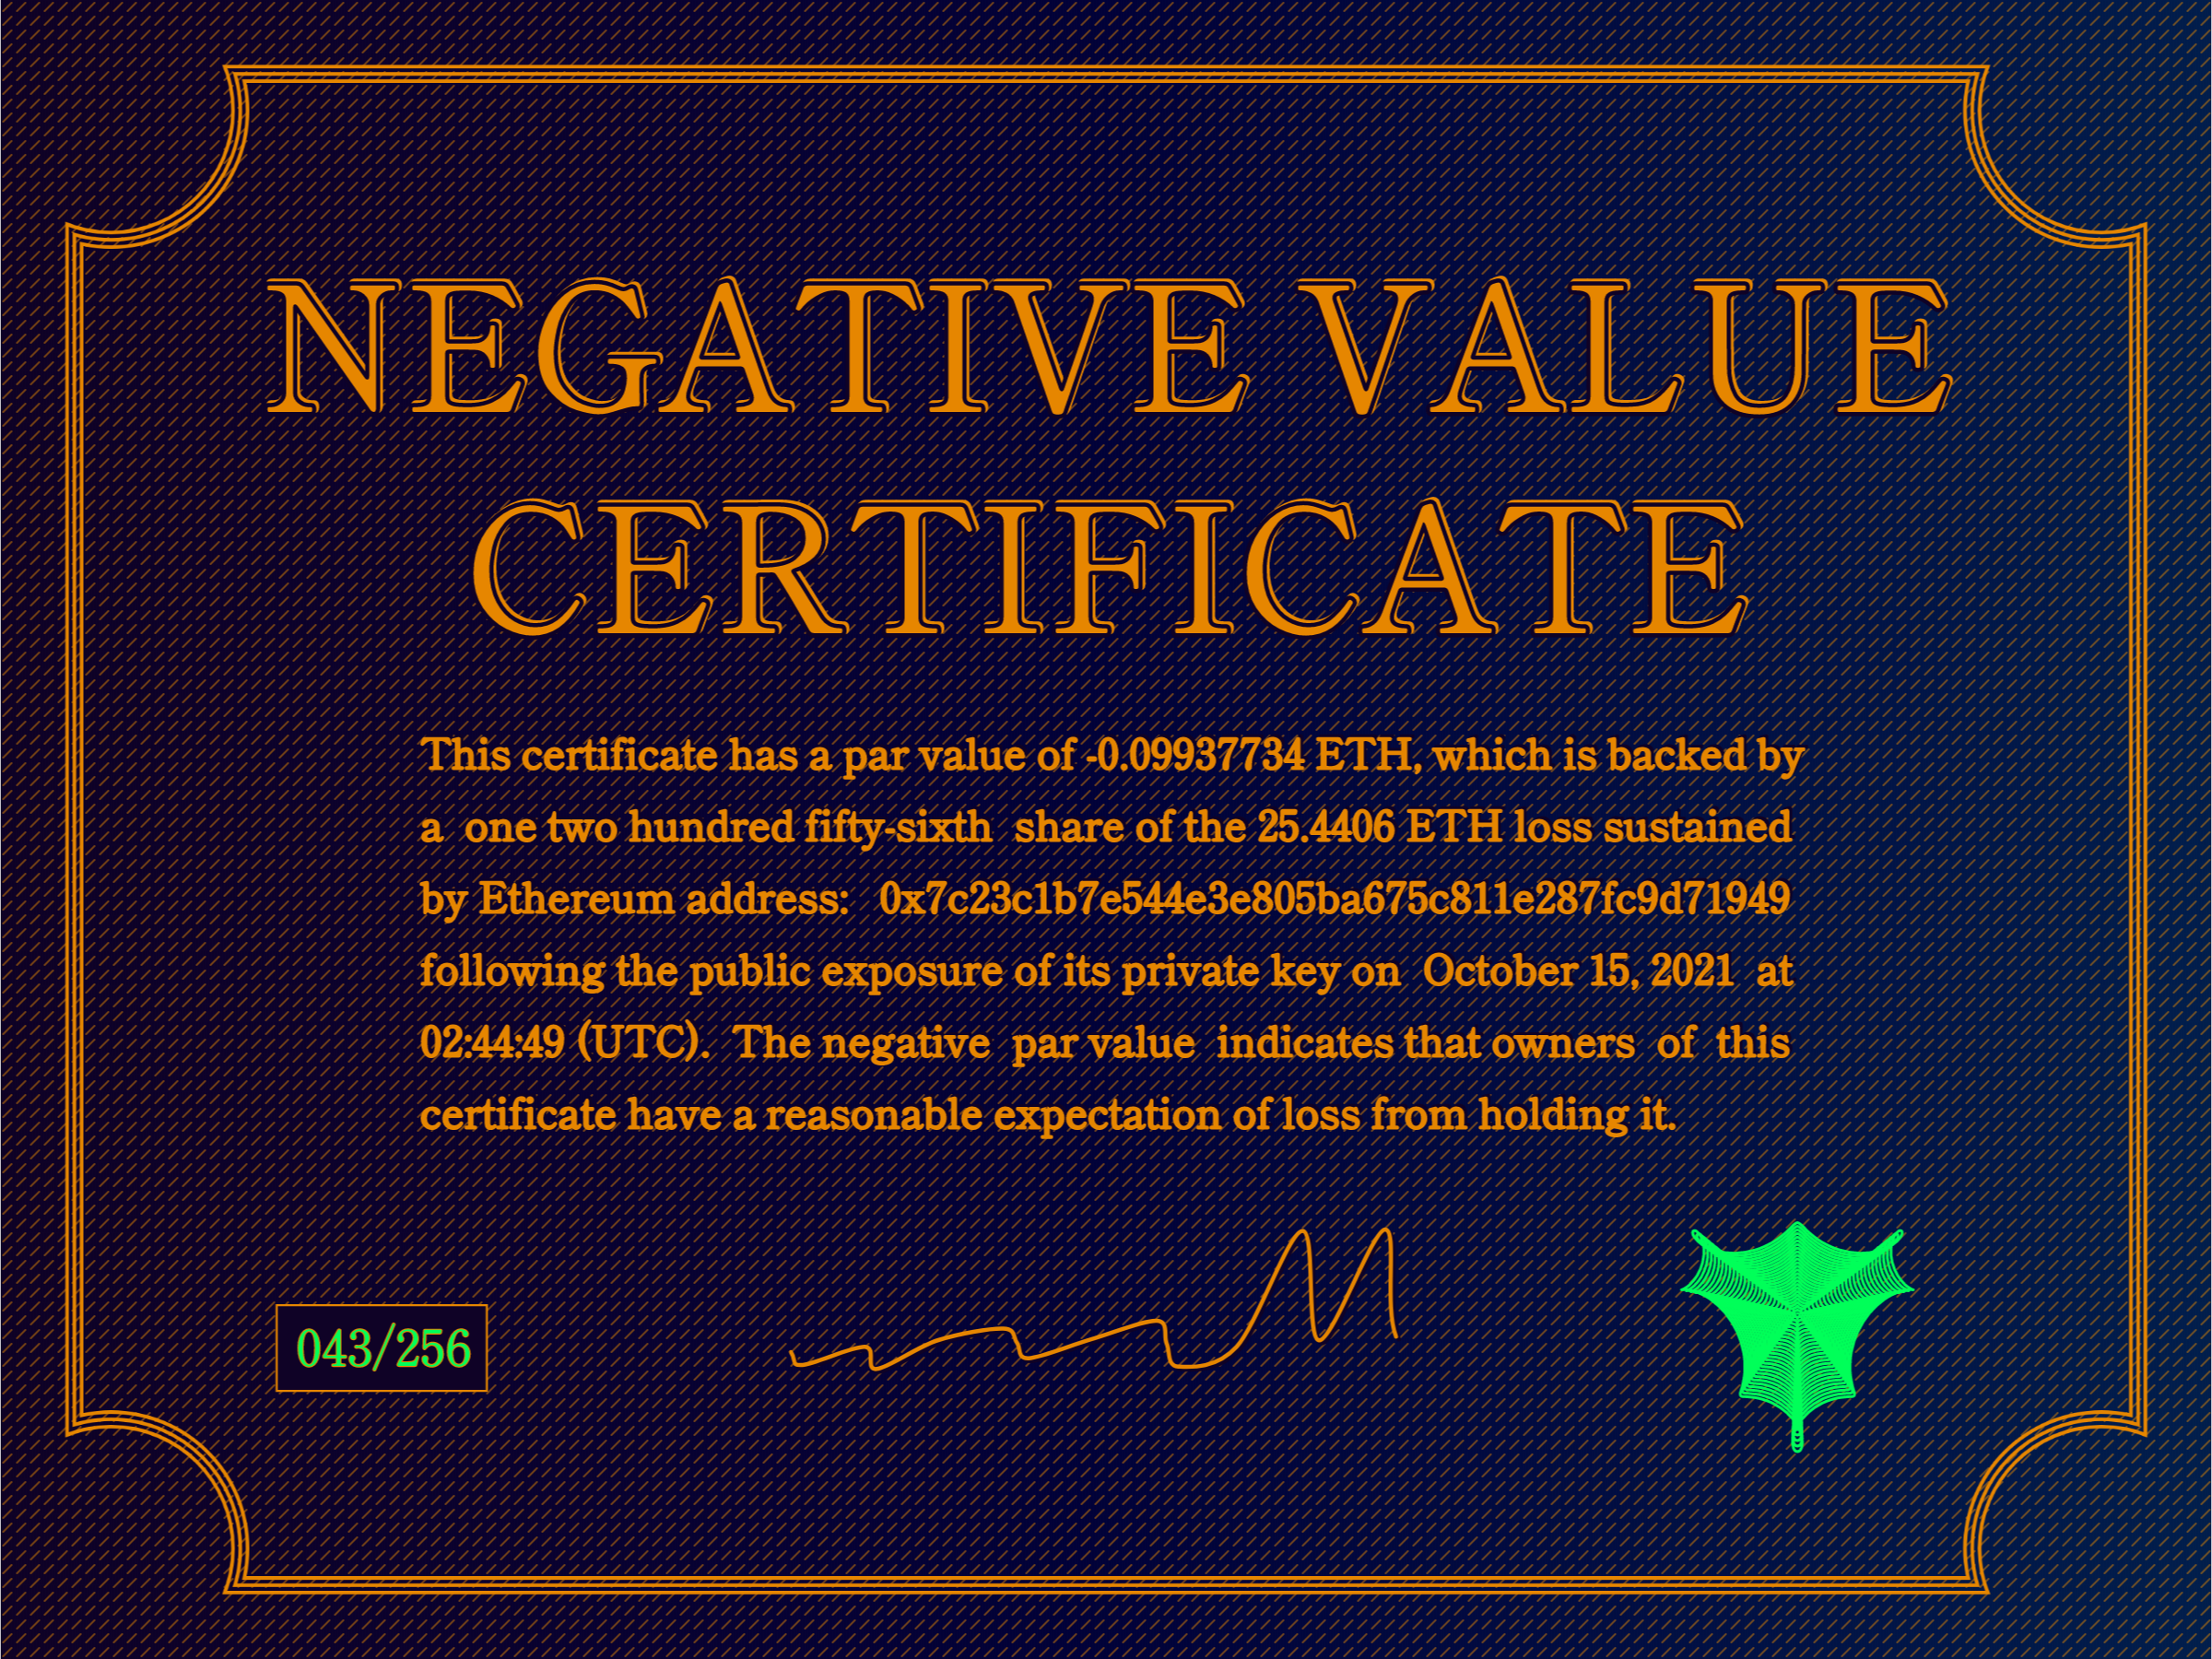 NEGATIVE VALUE
CERTIFICATE
This certificate has a par value of -0.09937734 ETH, which is backed by
a one two hundred fifty-sixth share of the 25.4406 ETH loss sustained
by Ethereum address: 0x7c23c1b7e544e3e805ba675c811e287fc9d71949
following the public exposure of its private key on October 15, 2021 at
02:44:49 (UTC). The negative par value indicates that owners of this
certificate have a reasonable expectation of loss from holding it.
043/256